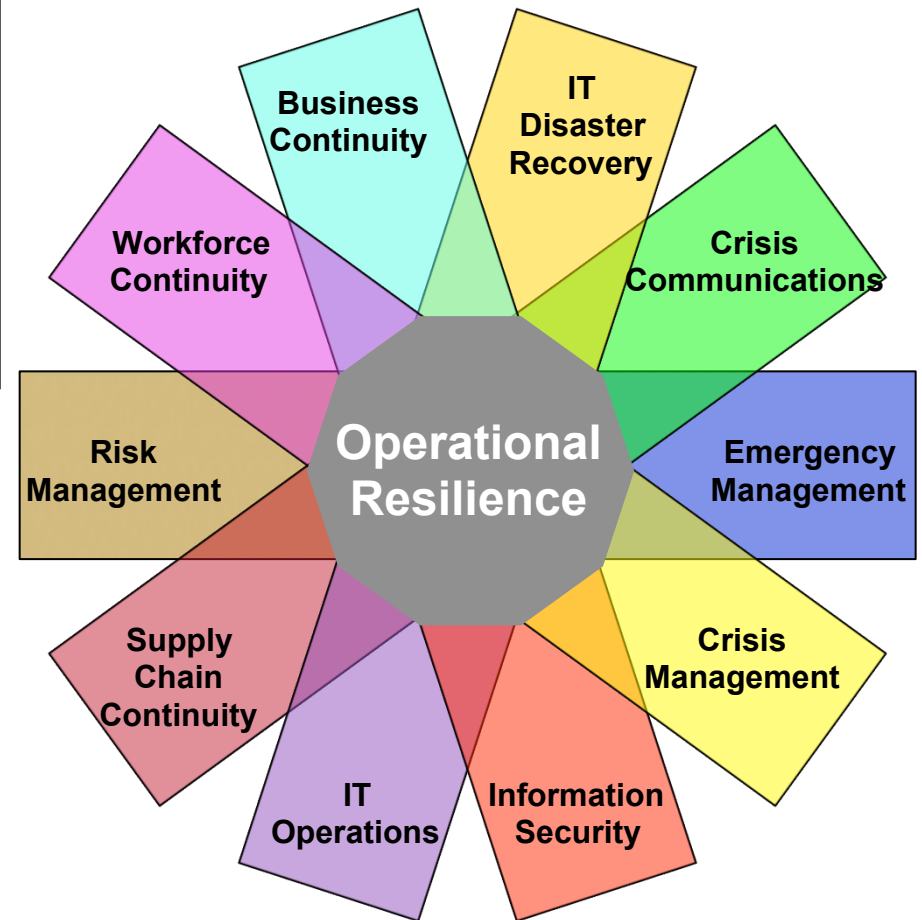 Business
Continuity
IT
Disaster
Recovery
Crisis
Communications
Emergency
Management
Crisis
Management
Information
Security
IT
Operations
Supply
Chain
Continuity
Risk
Management
Workforce
Continuity
Operational
Resilience